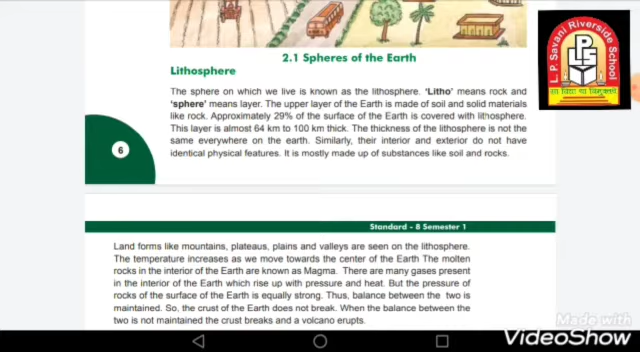 L. P. Savani Riverside School
LPS
2.1 Spheres of the Earth
Lithosphere
The sphere on which we live is known as the lithosphere. ‘Litho’ means rock and
‘sphere’ means layer. The upper layer of the Earth is made of soil and solid materials
like rock. Approximately 29% of the surface of the Earth is covered with lithosphere.
This layer is almost 64 km to 100 km thick. The thickness of the lithosphere is not the
same everywhere on the earth. Similarly, their interior and exterior do not have
identical physical features. It is mostly made up of substances like soil and rocks.
6
Standard - 8 Semester 1
Land forms like mountains, plateaus, plains and valleys are seen on the lithosphere.
The temperature increases as we move towards the center of the Earth The molten
rocks in the interior of the Earth are known as Magma. There are many gases present
in the interior of the Earth which rise up with pressure and heat. But the pressure of
rocks of the surface of the Earth is equally strong. Thus, balance between the two is
maintained. So, the crust of the Earth does not break. When the balance between the
two is not maintained the crust breaks and a volcano erupts.
Made with
VideoShow